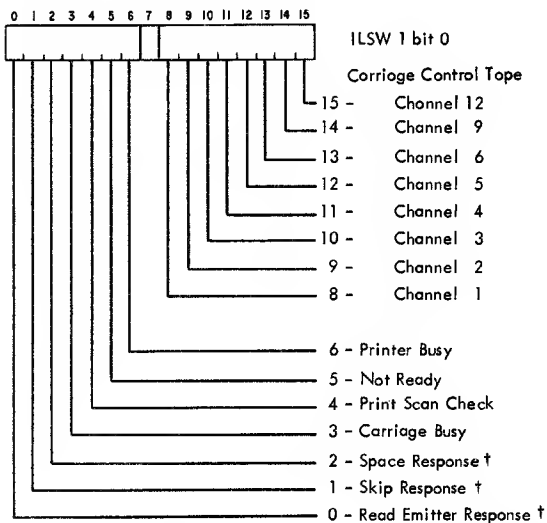 0 1 2 3 4 5 6 7 8 9 10 11 12 13 14 15
ILSW 1 bit 0
Corrioge Control Tape
15 - Channel 12
14 - Channel 9
13 - Channel 6
12 - Channel 5
11 - Channel 4
10 - Channel 3
9 - Channel 2
8 - Channel 1
6 - Printer Busy
5 - Not Ready
4 - Print Scan Check
3 - Carriage Busy
2 - Space Response †
1 - Skip Response †
0 - Read Emitter Response †